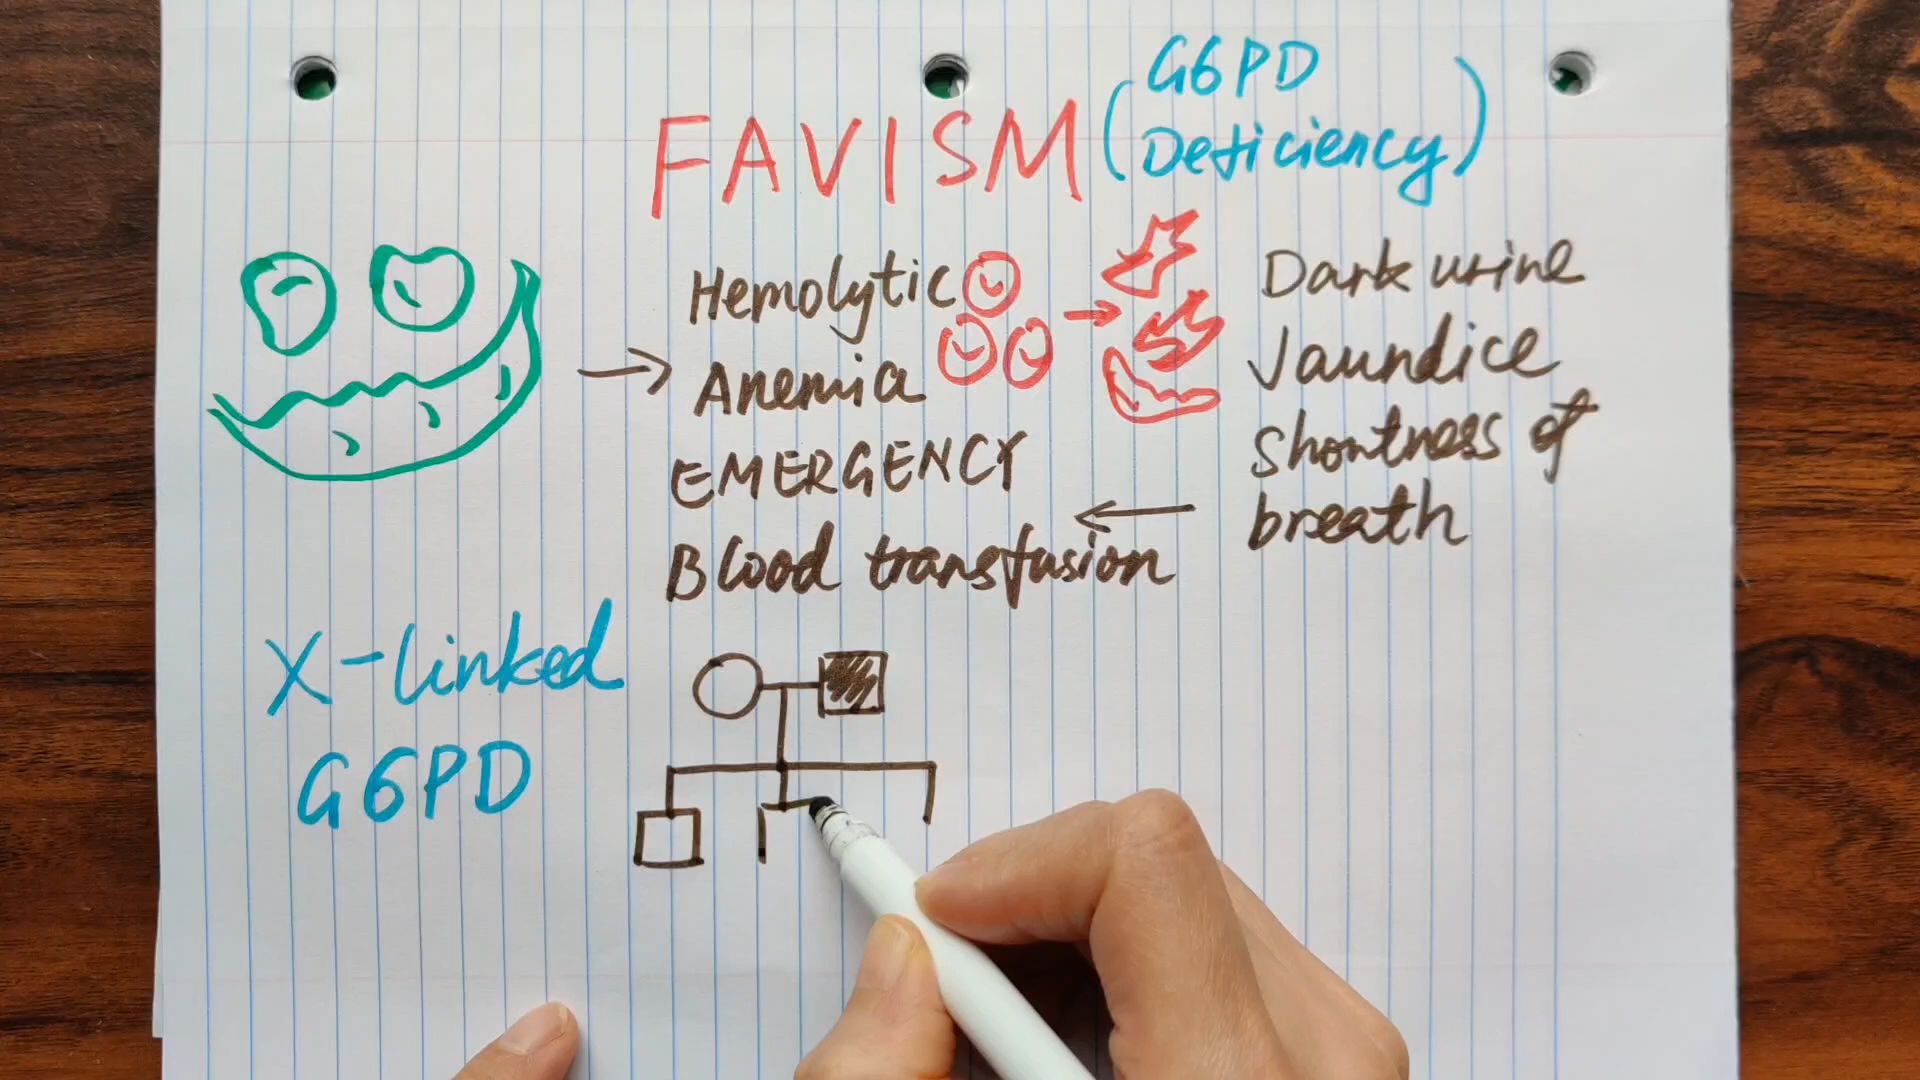 FAVISM (G6PD
Deficiency)
Hemolytic
Anemia
EMERGENCY
Blood transfusion
Dark urine
Jaundice
Shortness of
breath
X-linked
G6PD